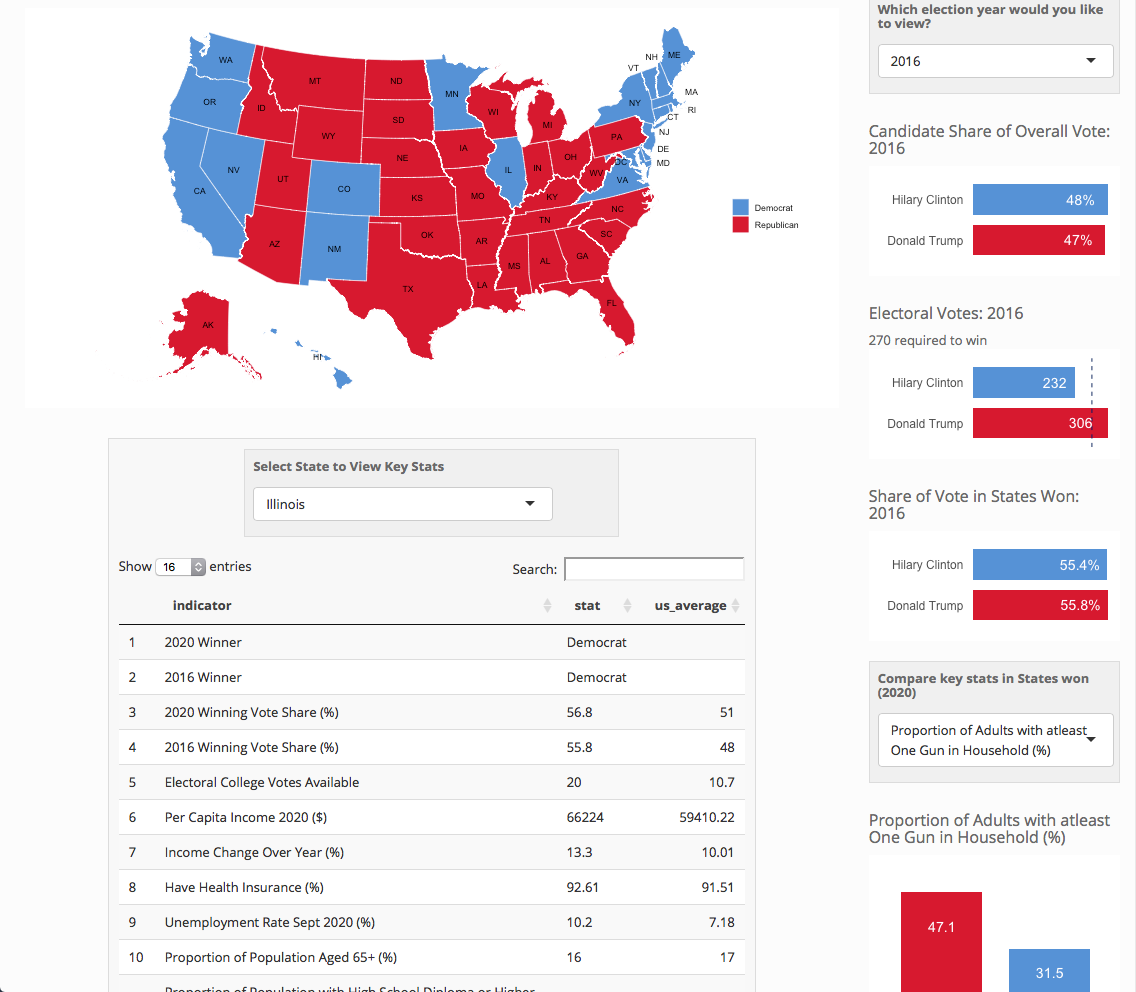 WA
OR
CA
NV
ID
MT
WY
UT
AZ
CO
NM
ND
SD
NE
KS
OK
TX
MN
IA
MO
AR
LA
WI
IL
MS
MI
IN
KY
TN
AL
OH
WV
GA
FL
SC
NC
VA
DC
PA
NY
VT
NH
ME
MA
RI
CT
NJ
DE
MD
AK
HI
Democrat
Republican
Select State to View Key Stats
Illinois
Show 16 entries
Search:
indicator stat us_average
1 2020 Winner Democrat
2 2016 Winner Democrat
3 2020 Winning Vote Share (%) 56.8 51
4 2016 Winning Vote Share (%) 55.8 48
5 Electoral College Votes Available 20 10.7
6 Per Capita Income 2020 ($) 66224 59410.22
7 Income Change Over Year (%) 13.3 10.01
8 Have Health Insurance (%) 92.61 91.51
9 Unemployment Rate Sept 2020 (%) 10.2 7.18
10 Proportion of Population Aged 65+ (%) 16 17
Proportion of Population with High School Diploma or Higher
Which election year would you like
to view?
2016
Candidate Share of Overall Vote:
2016
Hilary Clinton 48%
Donald Trump 47%
Electoral Votes: 2016
270 required to win
Hilary Clinton 232
Donald Trump 306
Share of Vote in States Won:
2016
Hilary Clinton 55.4%
Donald Trump 55.8%
Compare key stats in States won
(2020)
Proportion of Adults with atleast
One Gun in Household (%)
Proportion of Adults with atleast
One Gun in Household (%)
47.1
31.5